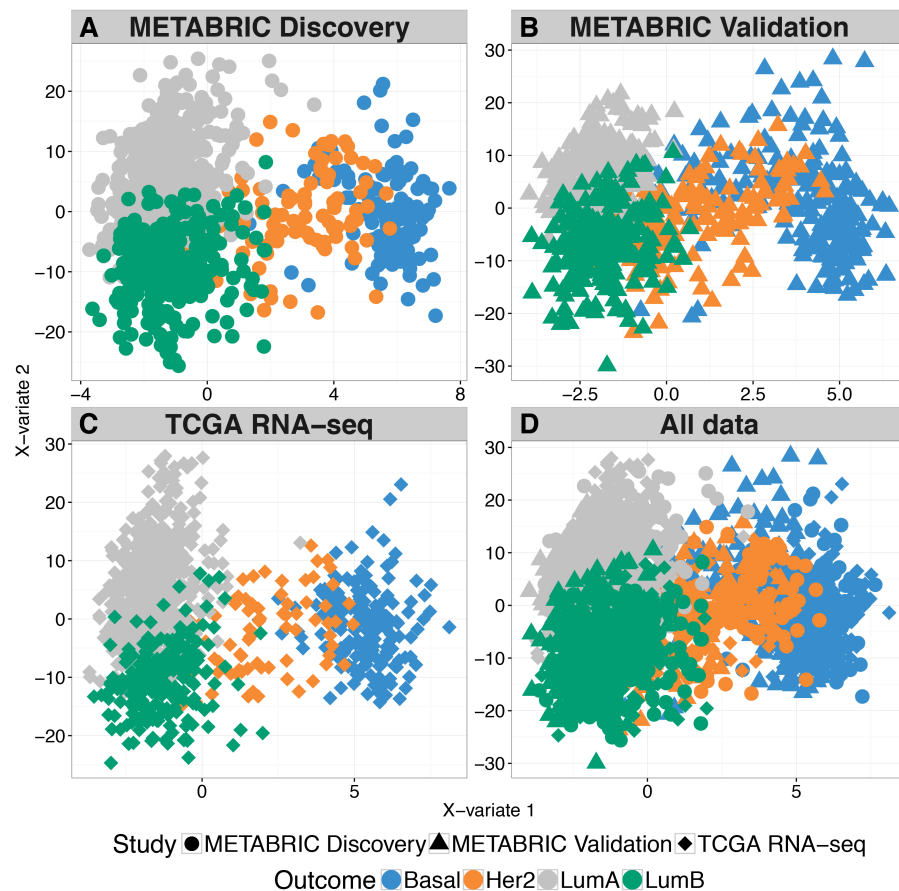 A METABRIC Discovery
B METABRIC Validation
20
10
0
−10
−20
−4 0 4 8
30
20
10
0
−10
−20
−30
−2.5 0.0 2.5 5.0
X−variate 2
C TCGA RNA−seq
D All data
30
20
10
0
−10
−20
0 5
30
20
10
0
−10
−20
−30
0 5
X−variate 1
Study METABRIC Discovery METABRIC Validation TCGA RNA−seq
Outcome Basal Her2 LumA LumB